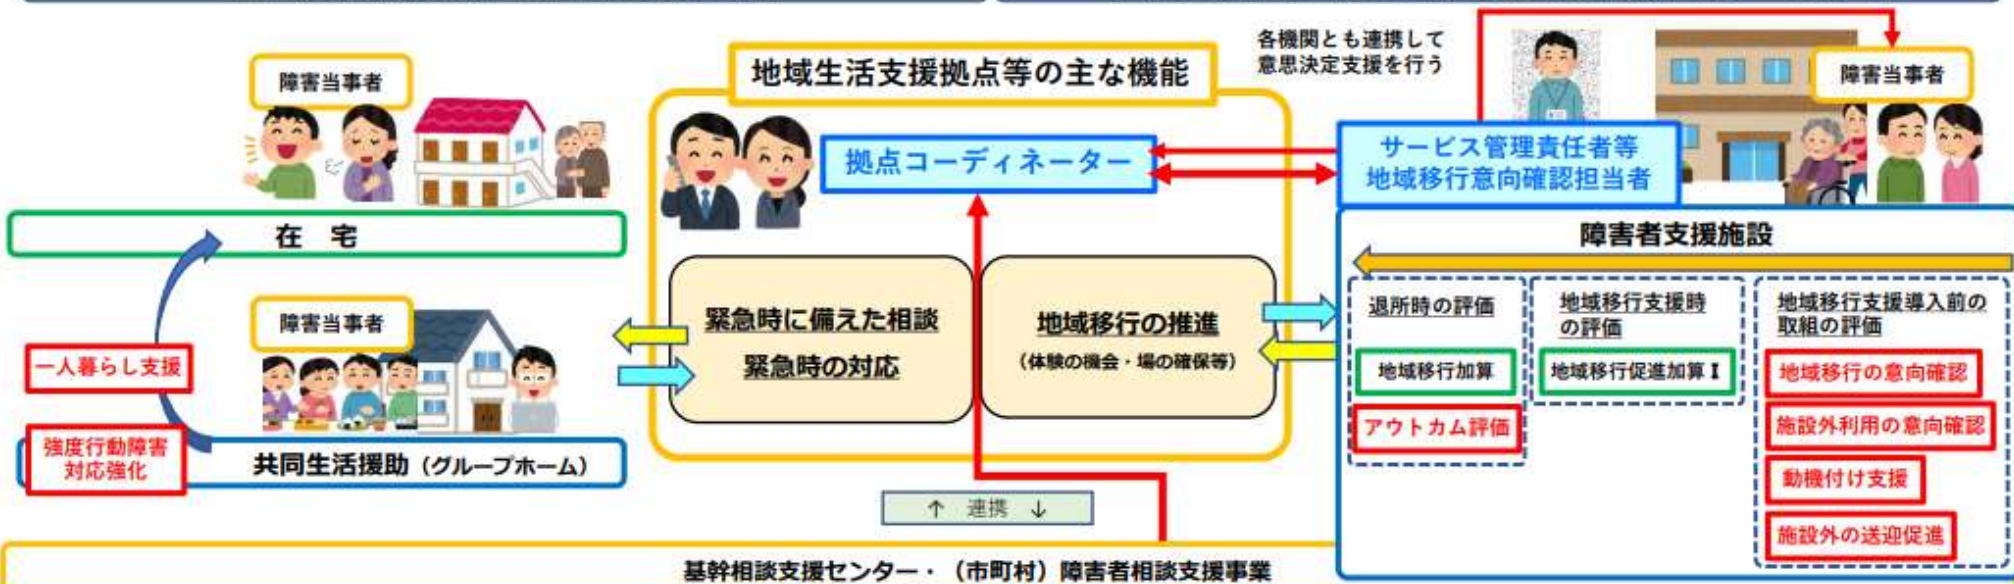 障害当事者
在　宅
障害当事者
一人暮らし支援
強度行動障害
対応強化
共同生活援助（グループホーム）
地域生活支援拠点等の主な機能
拠点コーディネーター
緊急時に備えた相談
緊急時の対応
地域移行の推進
（体験の機会・場の確保等）
↑　連携　↓
各機関とも連携して
意思決定支援を行う
サービス管理責任者等
地域移行意向確認担当者
障害当事者
障害者支援施設
退所時の評価
地域移行加算
アウトカム評価
地域移行支援時
の評価
地域移行促進加算Ⅰ
地域移行支援導入前の
取組の評価
地域移行の意向確認
施設外利用の意向確認
動機付け支援
施設外の送迎促進
基幹相談支援センター・（市町村）障害者相談支援事業